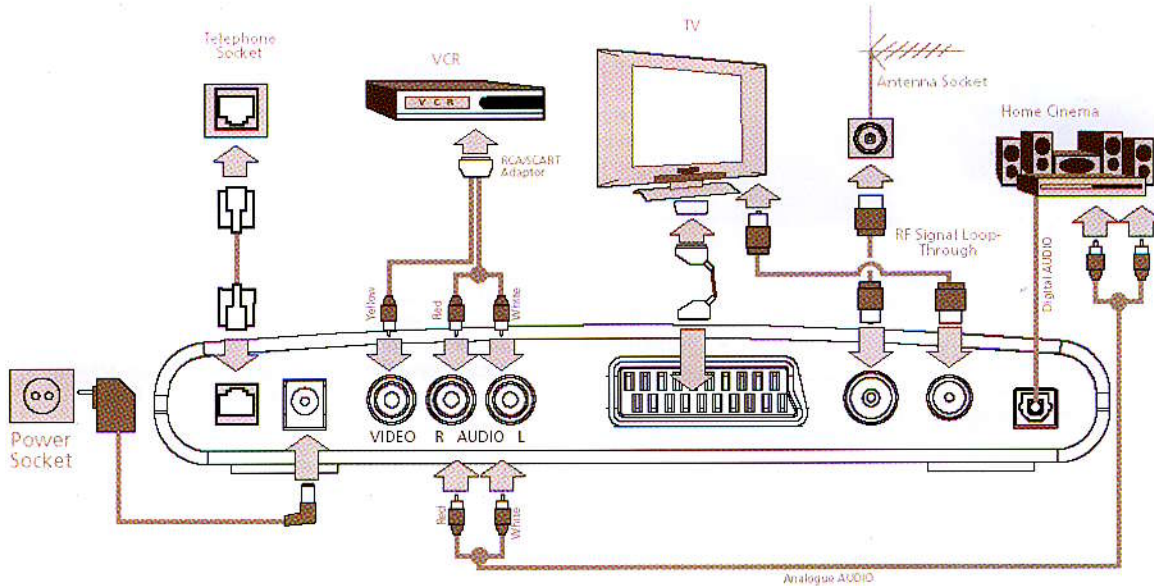 Telephone
Socket
VCR
TV
Antenna Socket
Home Cinema
V C R
RCA/SCART
Adaptor
RF Signal Loop-
Through
Digital AUDIO
Yellow
Red
White
Power
Socket
VIDEO R AUDIO L
Red
White
Analogue AUDIO